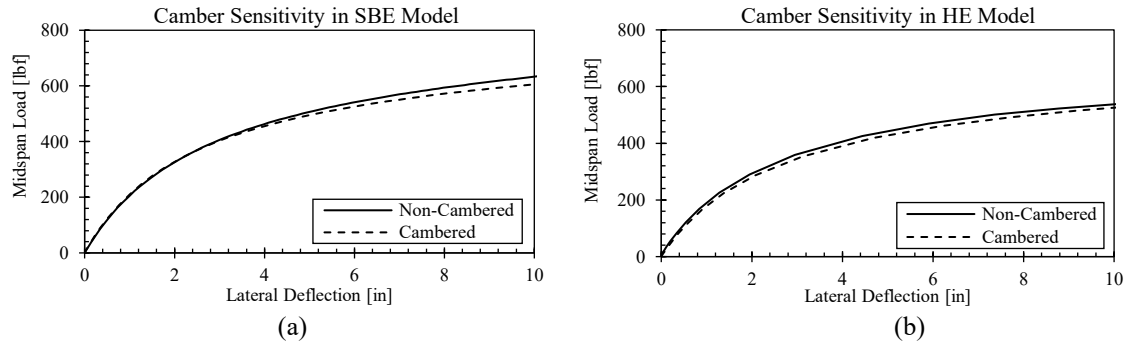 Camber Sensitivity in SBE Model
800
600
400
200
0
Midspan Load [lbf]
Non-Cambered
Cambered
0 2 4 6 8 10
Lateral Deflection [in]
(a)
Camber Sensitivity in HE Model
800
600
400
200
0
Midspan Load [lbf]
Non-Cambered
Cambered
0 2 4 6 8 10
Lateral Deflection [in]
(b)